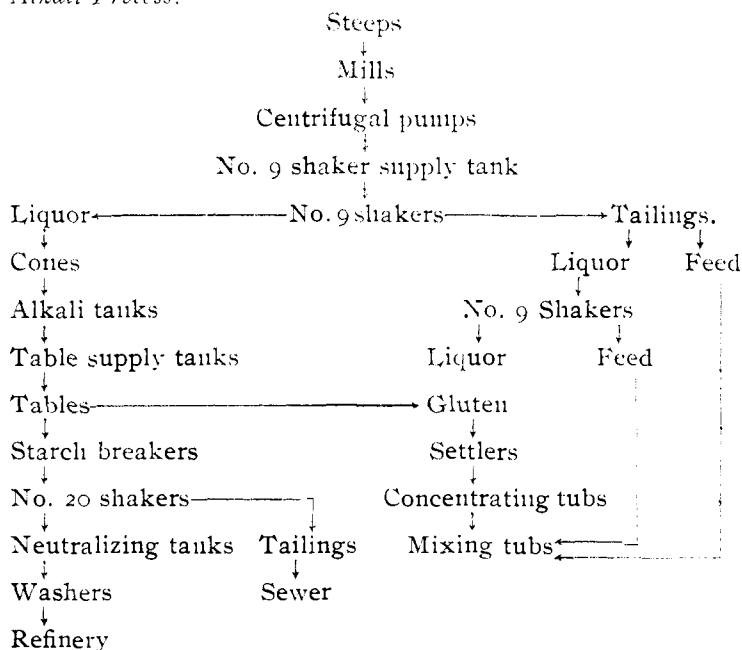 Alkali Process.
Steeps
Mills
Centrifugal pumps
No. 9 shaker supply tank
Liquor No. 9 shakers Tailings.
Cones Liquor Feed
Alkali tanks No. 9 Shakers
Table supply tanks Liquor Feed
Tables Gluten
Starch breakers Settlers
No. 20 shakers Concentrating tubs
Neutralizing tanks Tailings Mixing tubs
Washers Sewer
Refinery